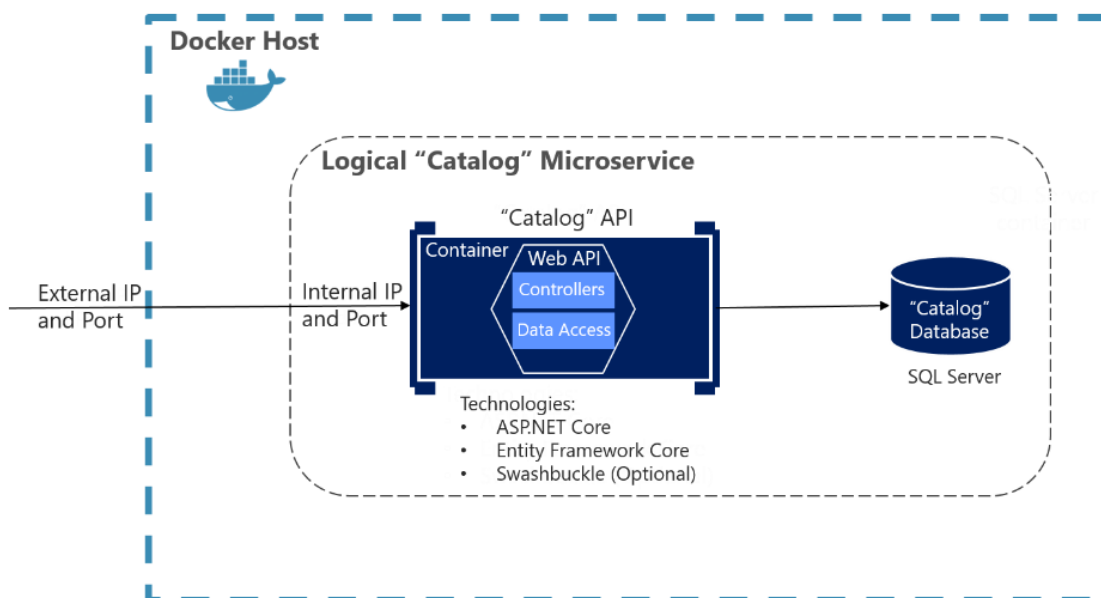 Docker Host
Logical “Catalog” Microservice
“Catalog” API
Container
Web API
Controllers
Data Access
External IP
and Port
Internal IP
and Port
“Catalog”
Database
SQL Server
Technologies:
• ASP.NET Core
• Entity Framework Core
• Swashbuckle (Optional)